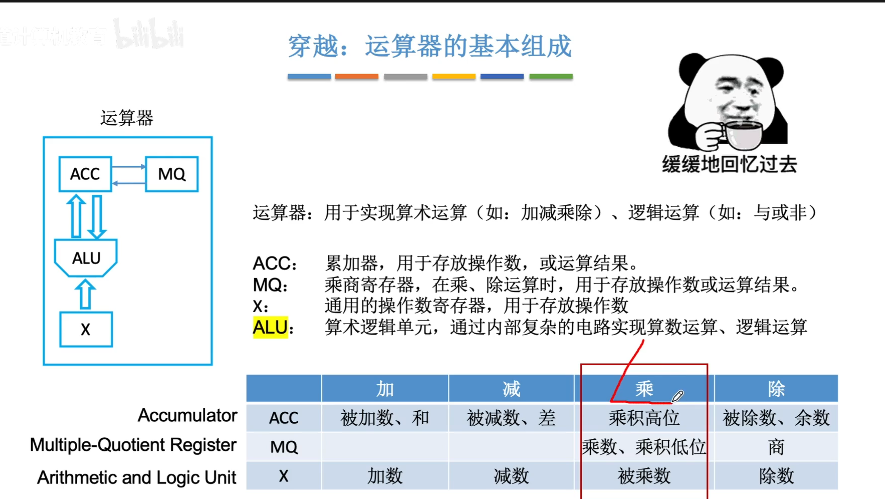 bilibili
穿越：运算器的基本组成
运算器
ACC
MQ
ALU
X
缓缓地回忆过去
运算器：用于实现算术运算（如：加减乘除）、逻辑运算（如：与或非）
ACC： 累加器，用于存放操作数，或运算结果。
MQ： 乘商寄存器，在乘、除运算时，用于存放操作数或运算结果。
X： 通用的操作数寄存器，用于存放操作数
ALU： 算术逻辑单元，通过内部复杂的电路实现算数运算、逻辑运算
加 减 乘 除
Accumulator ACC 被加数、和 被减数、差 乘积高位 被除数、余数
Multiple-Quotient Register MQ 乘数、乘积低位 商
Arithmetic and Logic Unit X 加数 减数 被乘数 除数